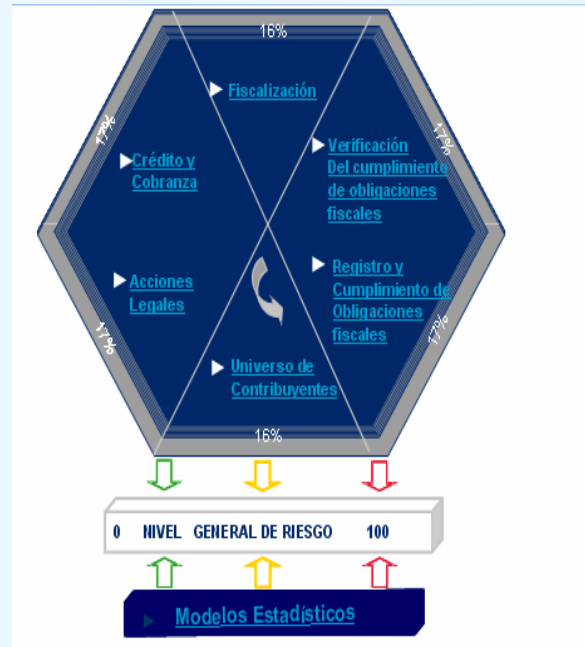 16%
Fiscalización
17%
17%
Crédito y
Cobranza
Verificación
Del cumplimiento
de obligaciones
fiscales
Acciones
Legales
Registro y
Cumplimiento de
Obligaciones
fiscales
17%
17%
Universo de
Contribuyentes
16%
0 NIVEL GENERAL DE RIESGO 100
Modelos Estadísticos